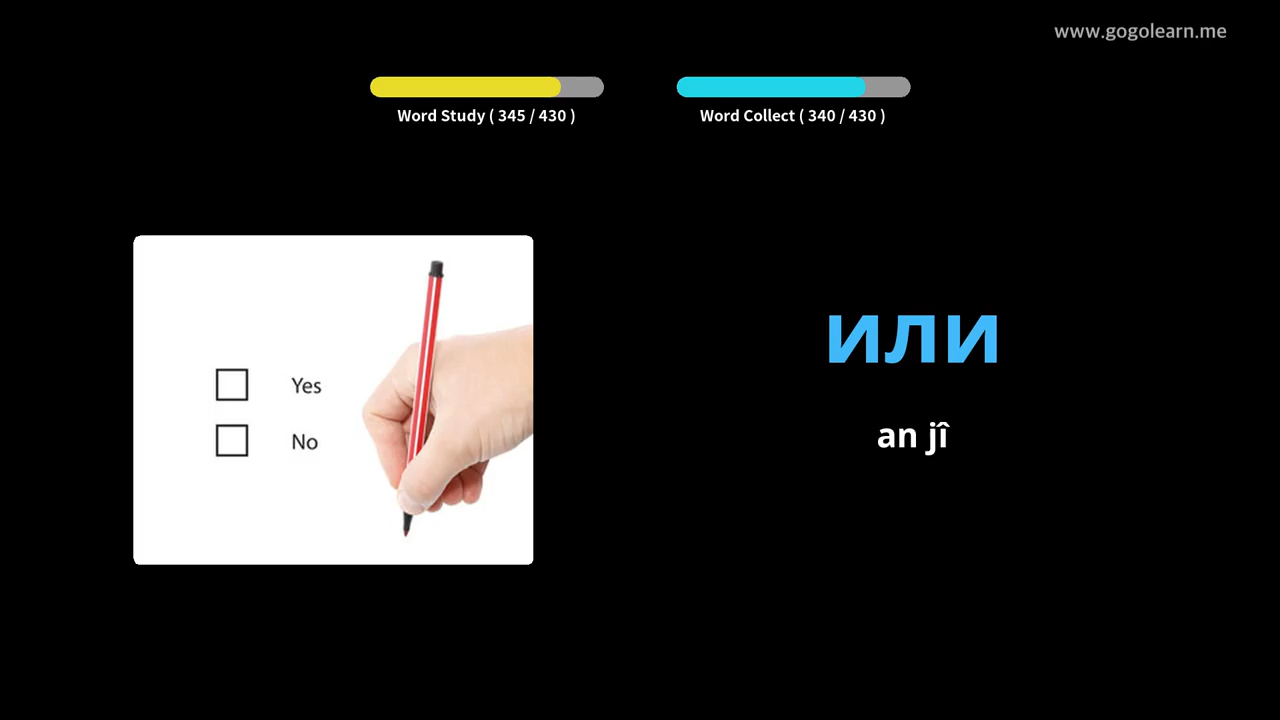 www.gogolearn.me
Word Study ( 345 / 430 )
Word Collect ( 340 / 430 )
Yes
No
или
an jî